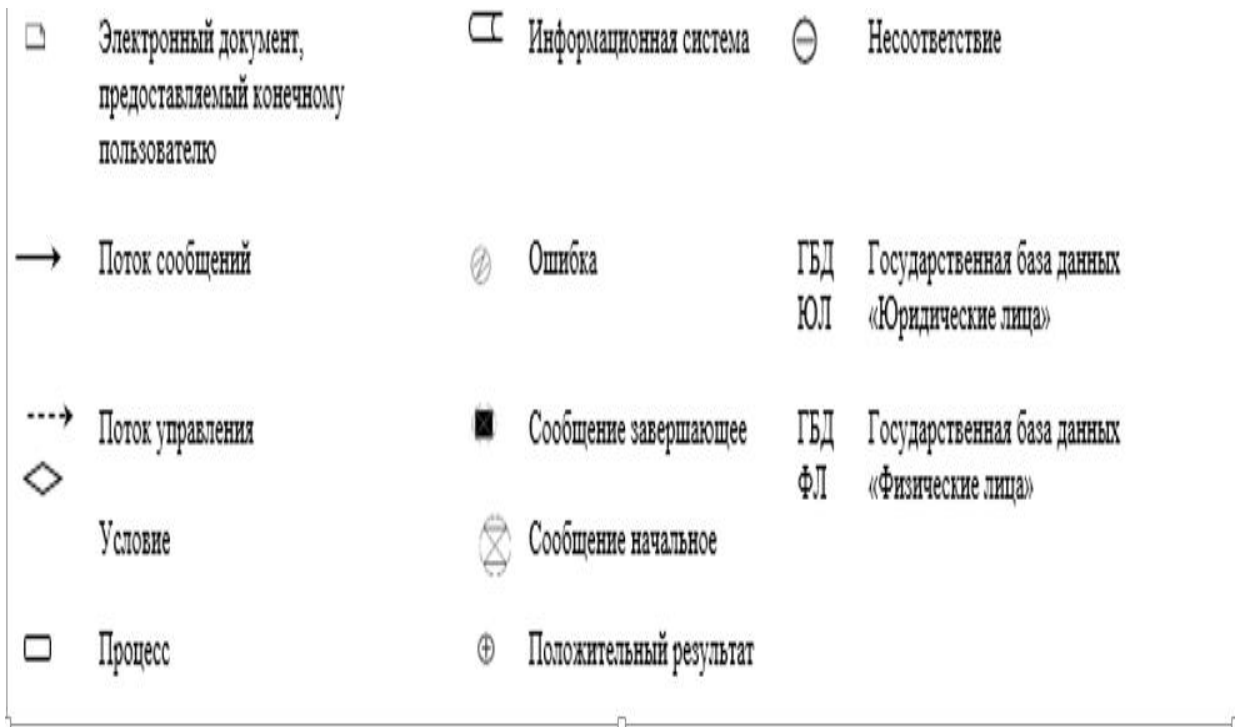 Электронный документ,
предоставляемый конечному
пользователю
Информационная система
Несоответствие
Поток сообщений
Ошибка
ГБД
ЮЛ
Государственная база данных
«Юридические лица»
Поток управления
Сообщение завершающее
ГБД
ФЛ
Государственная база данных
«Физические лица»
Условие
Сообщение начальное
Процесс
Положительный результат